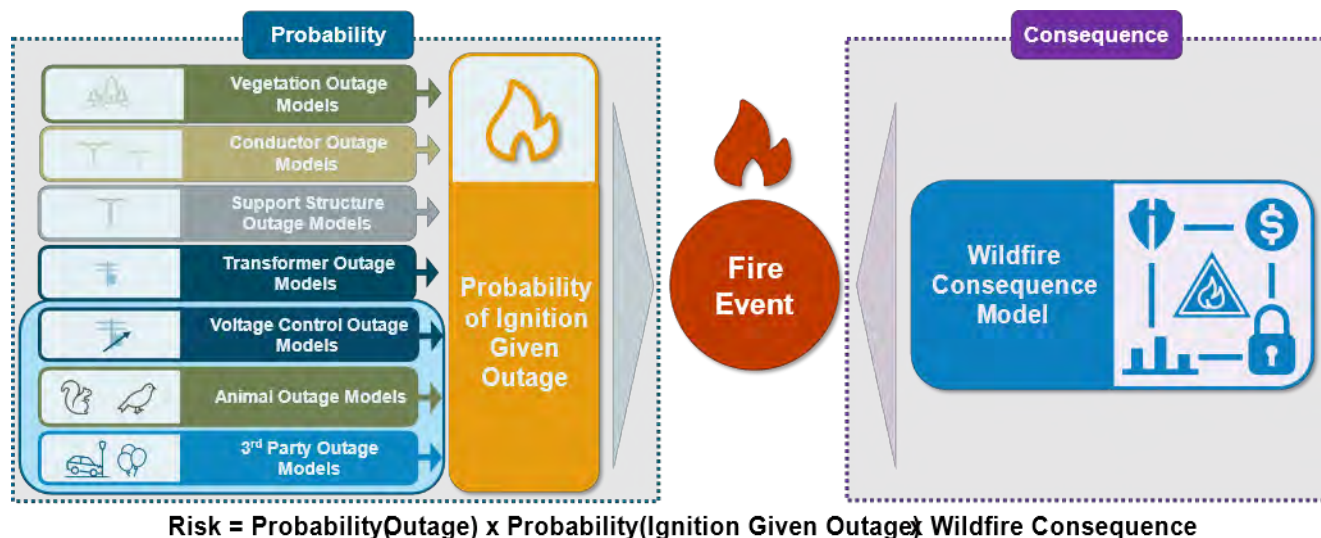 Probability
Consequence
Vegetation Outage
Models
Conductor Outage
Models
Support Structure
Outage Models
Transformer Outage
Models
Voltage Control Outage
Models
Animal Outage Models
3rd Party Outage
Models
Probability
of Ignition
Given
Outage
Fire
Event
Wildfire
Consequence
Model
$
Risk = Probability(Outage) x Probability(Ignition Given Outage) x Wildfire Consequence